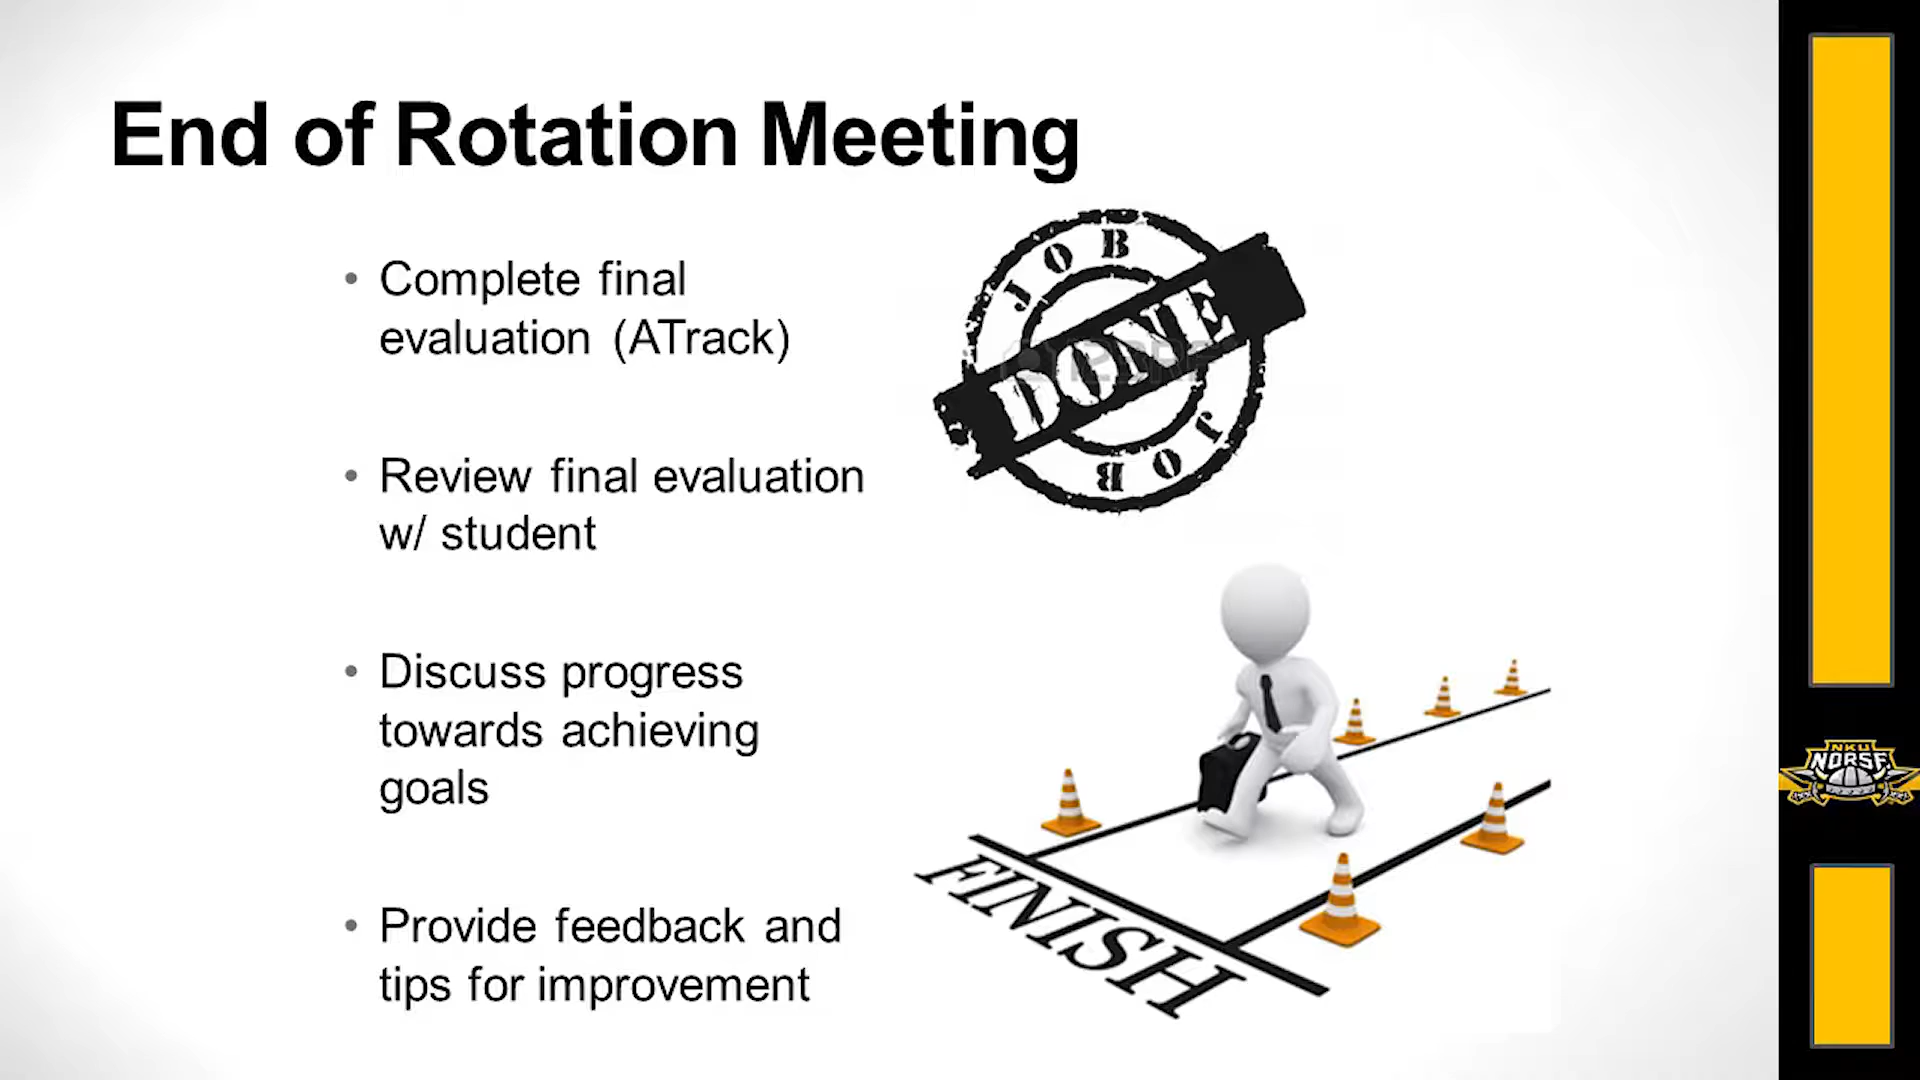 End of Rotation Meeting
• Complete final
evaluation (ATrack)
• Review final evaluation
w/ student
• Discuss progress
towards achieving
goals
• Provide feedback and
tips for improvement
JOB
DONE
JOB
FINISH
NKU
NORSE